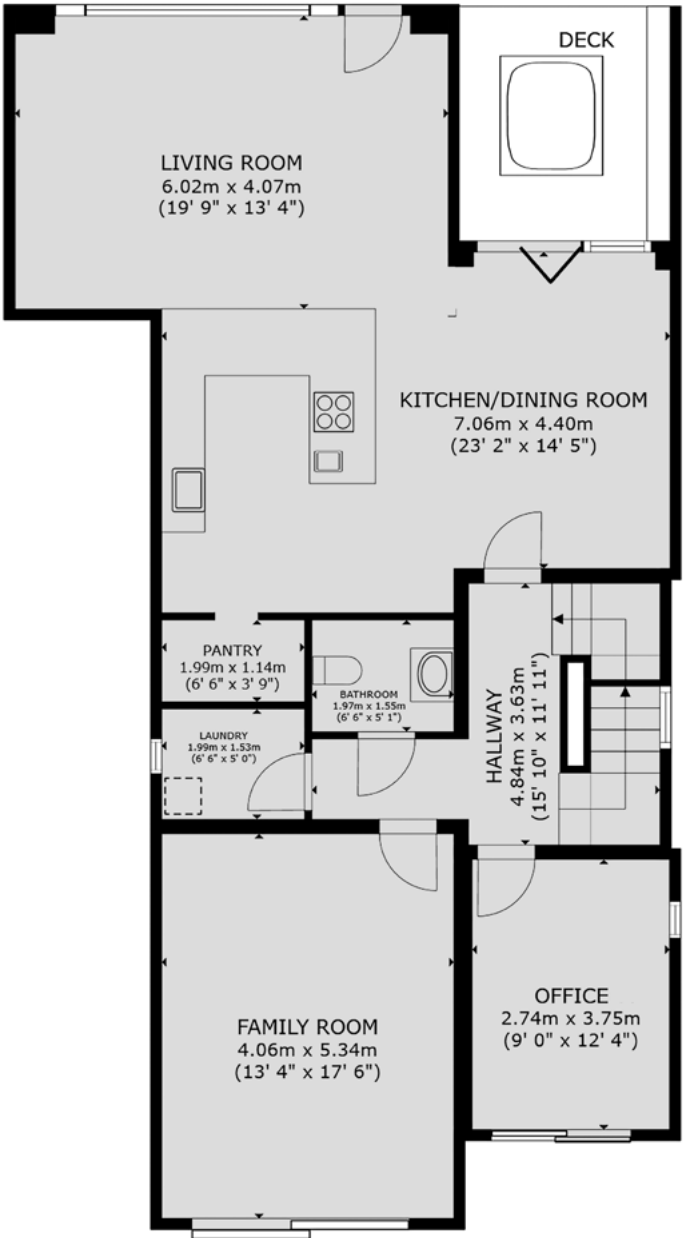 DECK
LIVING ROOM
6.02m x 4.07m
(19' 9" x 13' 4")
KITCHEN/DINING ROOM
7.06m x 4.40m
(23' 2" x 14' 5")
PANTRY
1.99m x 1.14m
(6' 6" x 3' 9")
BATHROOM
1.97m x 1.55m
(6' 6" x 5' 1")
LAUNDRY
1.99m x 1.53m
(6' 6" x 5' 0")
HALLWAY
4.84m x 3.63m
(15' 10" x 11' 11")
FAMILY ROOM
4.06m x 5.34m
(13' 4" x 17' 6")
OFFICE
2.74m x 3.75m
(9' 0" x 12' 4")